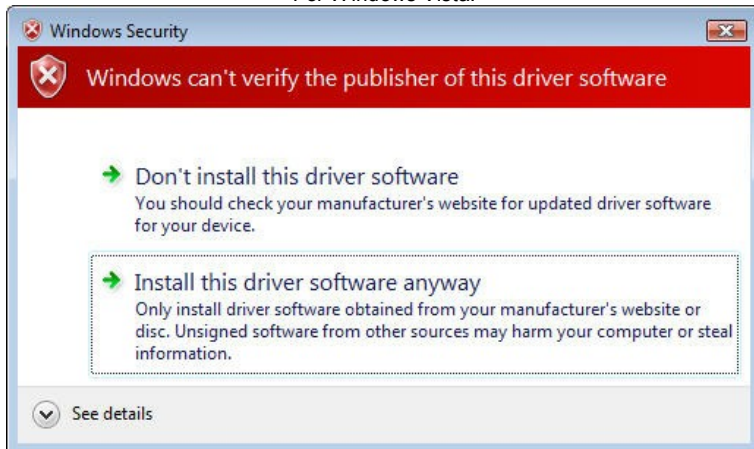 For Windows Vista:
Windows Security
Windows can't verify the publisher of this driver software
Don't install this driver software
You should check your manufacturer's website for updated driver software
for your device.
Install this driver software anyway
Only install driver software obtained from your manufacturer's website or
disc. Unsigned software from other sources may harm your computer or steal
information.
See details